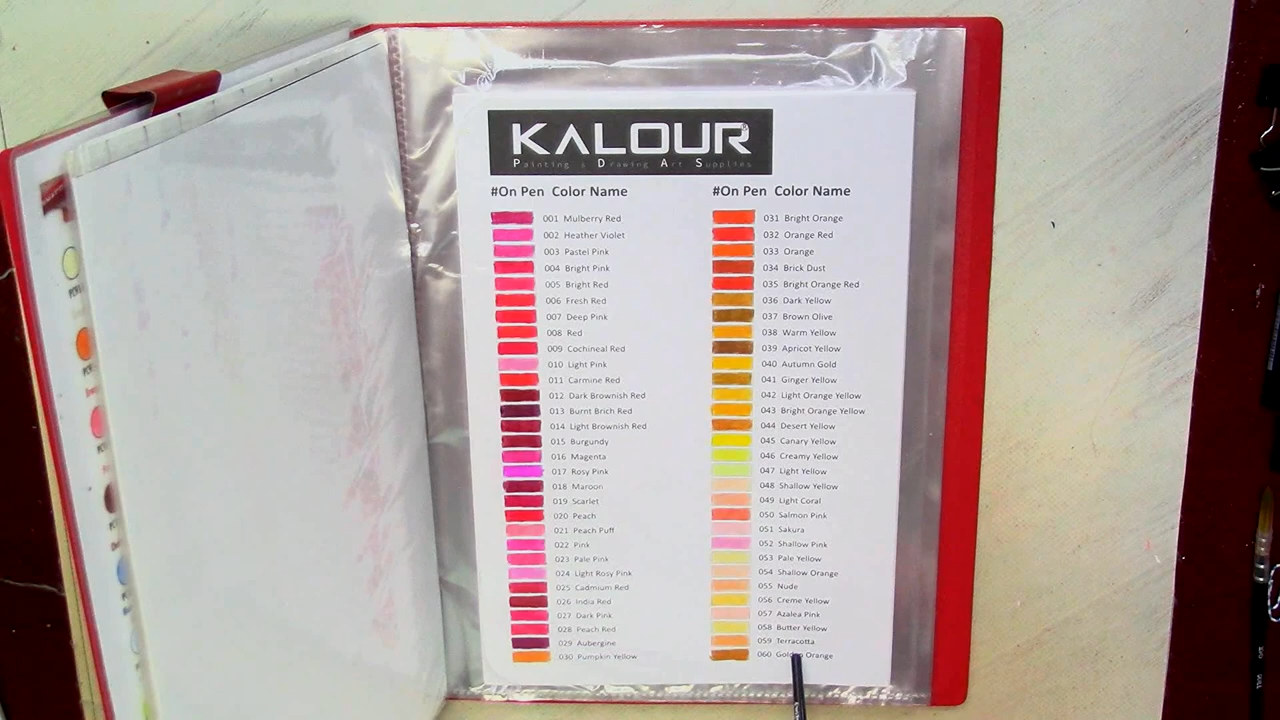 KALOUR
Painting & Drawing Art Supplies
#On Pen Color Name
001 Mulberry Red
002 Heather Violet
003 Pastel Pink
004 Bright Pink
005 Bright Red
006 Fresh Red
007 Deep Pink
008 Red
009 Cochineal Red
010 Light Pink
011 Carmine Red
012 Dark Brownish Red
013 Burnt Brich Red
014 Light Brownish Red
015 Burgundy
016 Magenta
017 Rosy Pink
018 Maroon
019 Scarlet
020 Peach
021 Peach Puff
022 Pink
023 Pale Pink
024 Light Rosy Pink
025 Cadmium Red
026 India Red
027 Dark Pink
028 Peach Red
029 Aubergine
030 Pumpkin Yellow
#On Pen Color Name
031 Bright Orange
032 Orange Red
033 Orange
034 Brick Dust
035 Bright Orange Red
036 Dark Yellow
037 Brown Olive
038 Warm Yellow
039 Apricot Yellow
040 Autumn Gold
041 Ginger Yellow
042 Light Orange Yellow
043 Bright Orange Yellow
044 Desert Yellow
045 Canary Yellow
046 Creamy Yellow
047 Light Yellow
048 Shallow Yellow
049 Light Coral
050 Salmon Pink
051 Sakura
052 Shallow Pink
053 Pale Yellow
054 Shallow Orange
055 Nude
056 Creme Yellow
057 Azalea Pink
058 Butter Yellow
059 Terracotta
060 Golden Orange